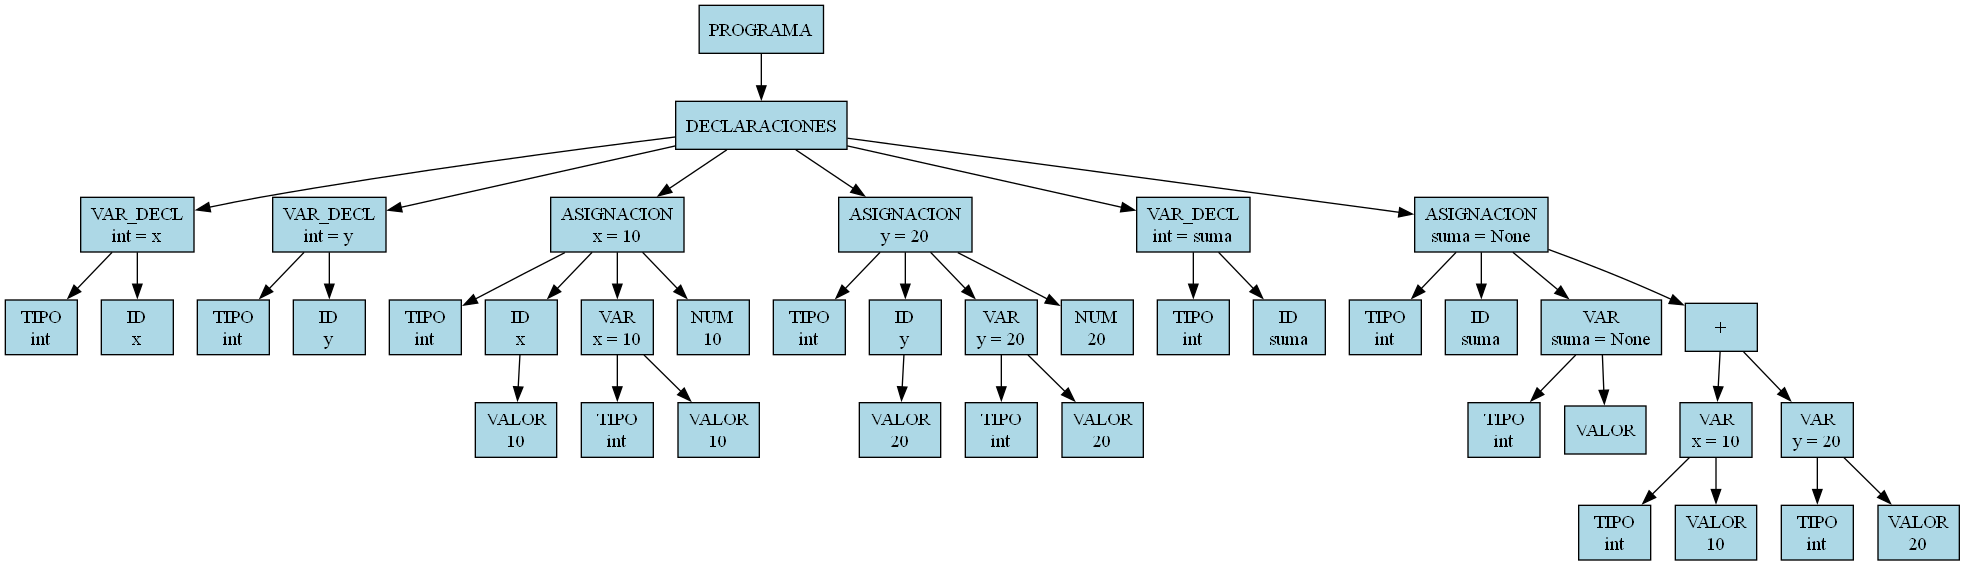 PROGRAMA
DECLARACIONES
VAR_DECL
int = x
VAR_DECL
int = y
ASIGNACION
x = 10
ASIGNACION
y = 20
VAR_DECL
int = suma
ASIGNACION
suma = None
TIPO
int
ID
x
TIPO
int
ID
y
TIPO
int
ID
x
VAR
x = 10
NUM
10
TIPO
int
ID
y
VAR
y = 20
NUM
20
TIPO
int
ID
suma
TIPO
int
ID
suma
VAR
suma = None
+
VALOR
10
TIPO
int
VALOR
10
VALOR
20
TIPO
int
VALOR
20
TIPO
int
VALOR
VAR
x = 10
VAR
y = 20
TIPO
int
VALOR
10
TIPO
int
VALOR
20